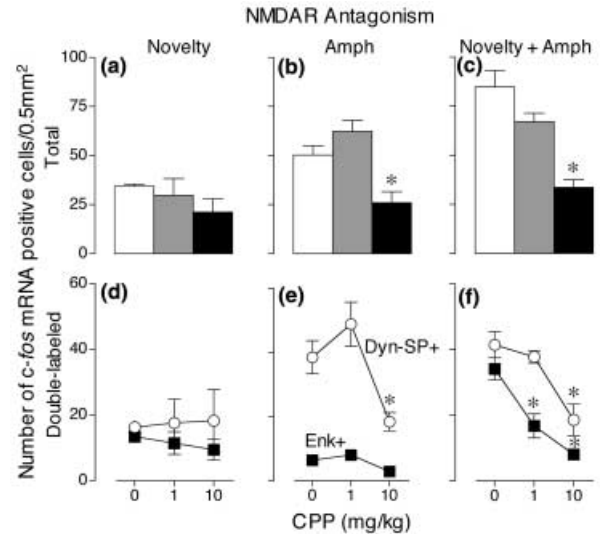 NMDAR Antagonism
Novelty
Amph
Novelty + Amph
Number of c-fos mRNA positive cells/0.5mm²
Total
Double-labeled
100
75
50
25
0
(a)
(b)
*
(c)
*
60
40
20
0
(d)
(e)
Dyn-SP+
*
Enk+
(f)
*
*
*
0 1 10
0 1 10
0 1 10
CPP (mg/kg)